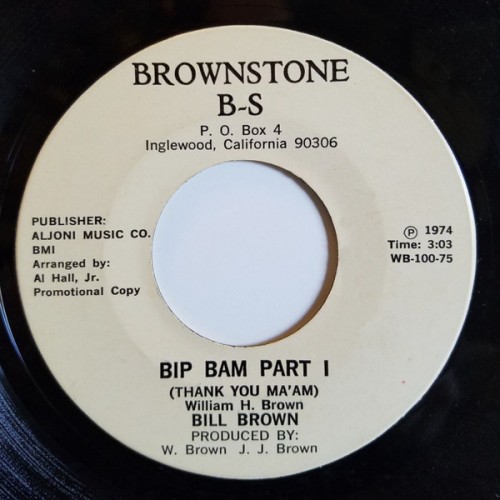 BROWNSTONE
B-S
P. O. Box 4
Inglewood, California 90306
PUBLISHER:
ALJONI MUSIC CO.
BMI
Arranged by:
Al Hall, Jr.
Promotional Copy
Ⓟ 1974
Time: 3:03
WB-100-75
BIP BAM PART I
(THANK YOU MA'AM)
William H. Brown
BILL BROWN
PRODUCED BY:
W. Brown J. J. Brown